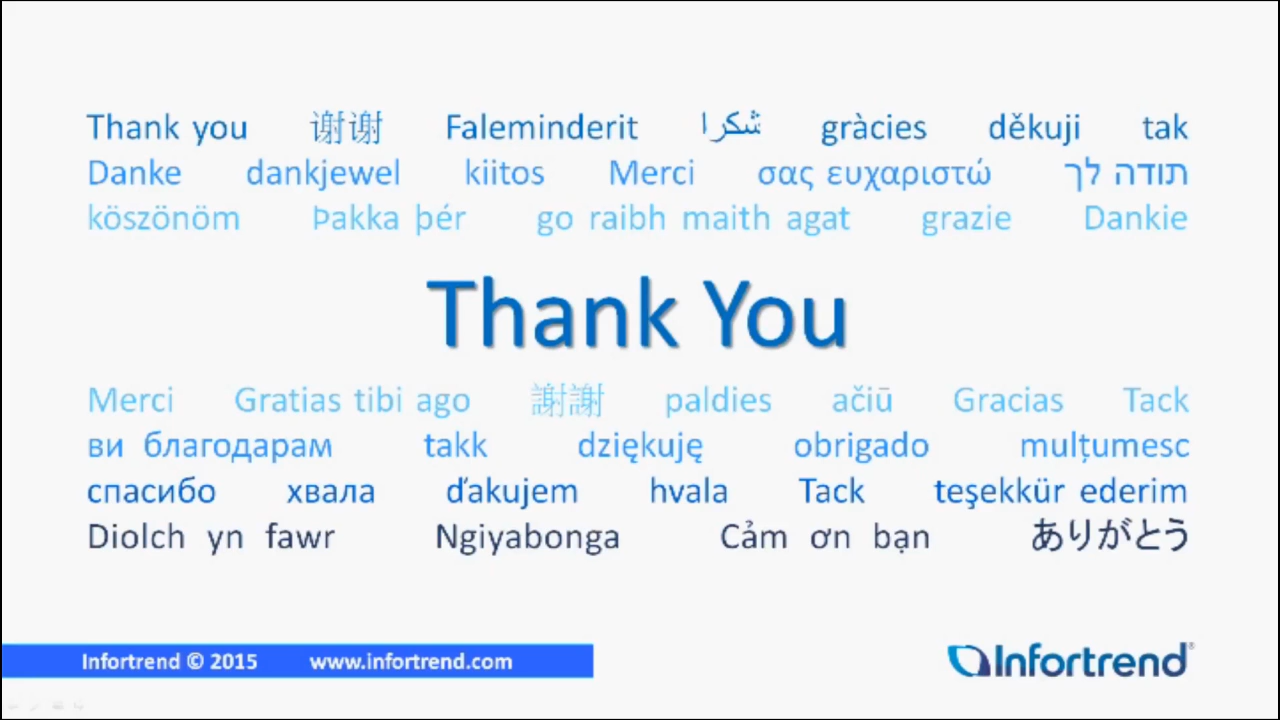 Thank you 谢谢 Faleminderit شكرا gràcies děkuji tak
Danke dankjewel kiitos Merci σας ευχαριστώ תודה לך
köszönöm Þakka þér go raibh maith agat grazie Dankie
Thank You
Merci Gratias tibi ago 謝謝 paldies ačiū Gracias Tack
ви благодарам takk dziękuję obrigado mulțumesc
спасибо хвала ďakujem hvala Tack teşekkür ederim
Diolch yn fawr Ngiyabonga Cảm ơn bạn ありがとう
Infortrend © 2015 www.infortrend.com Infortrend®